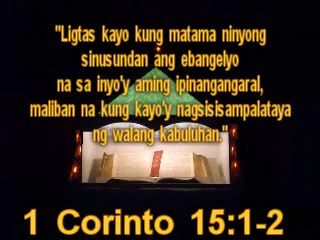 "Ligtas kayo kung matama ninyong
sinusundan ang ebangelyo
na sa inyo'y aming ipinangangaral,
maliban na kung kayo'y nagsisisampalataya
ng walang kabuluhan."
1 Corinto 15:1-2